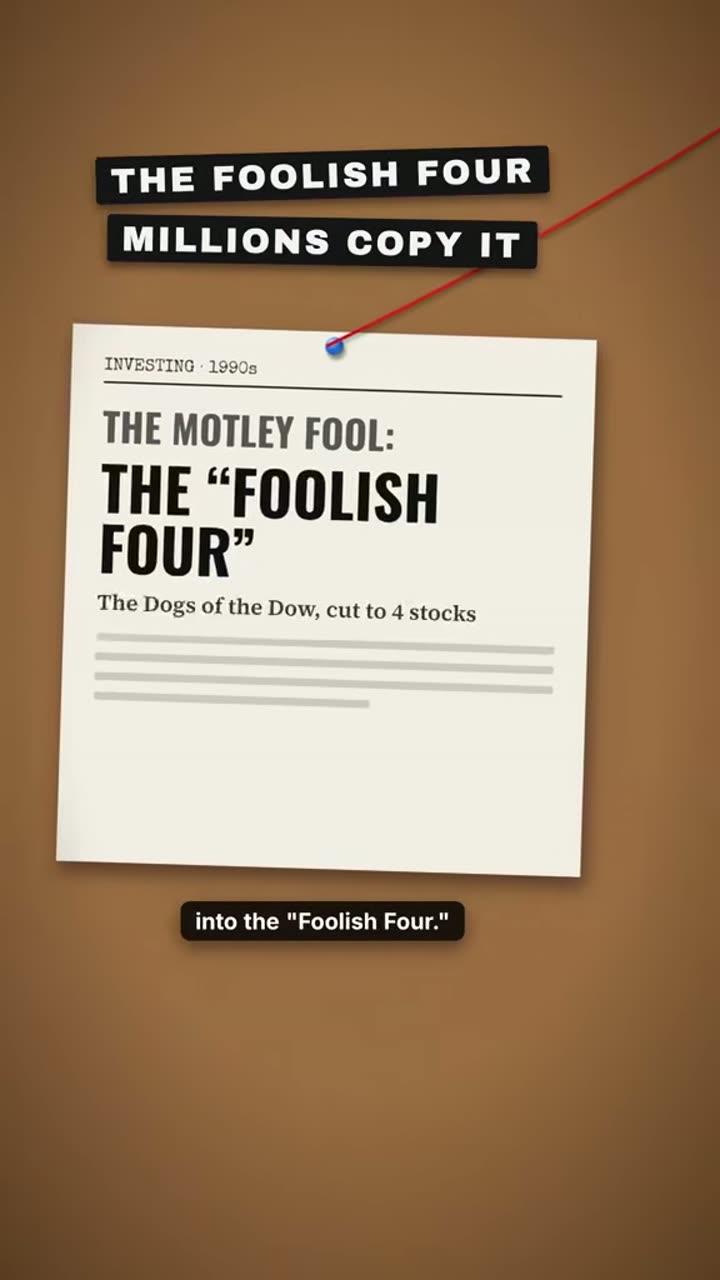 THE FOOLISH FOUR
MILLIONS COPY IT
INVESTING · 1990s
THE MOTLEY FOOL:
THE “FOOLISH
FOUR”
The Dogs of the Dow, cut to 4 stocks
into the "Foolish Four."